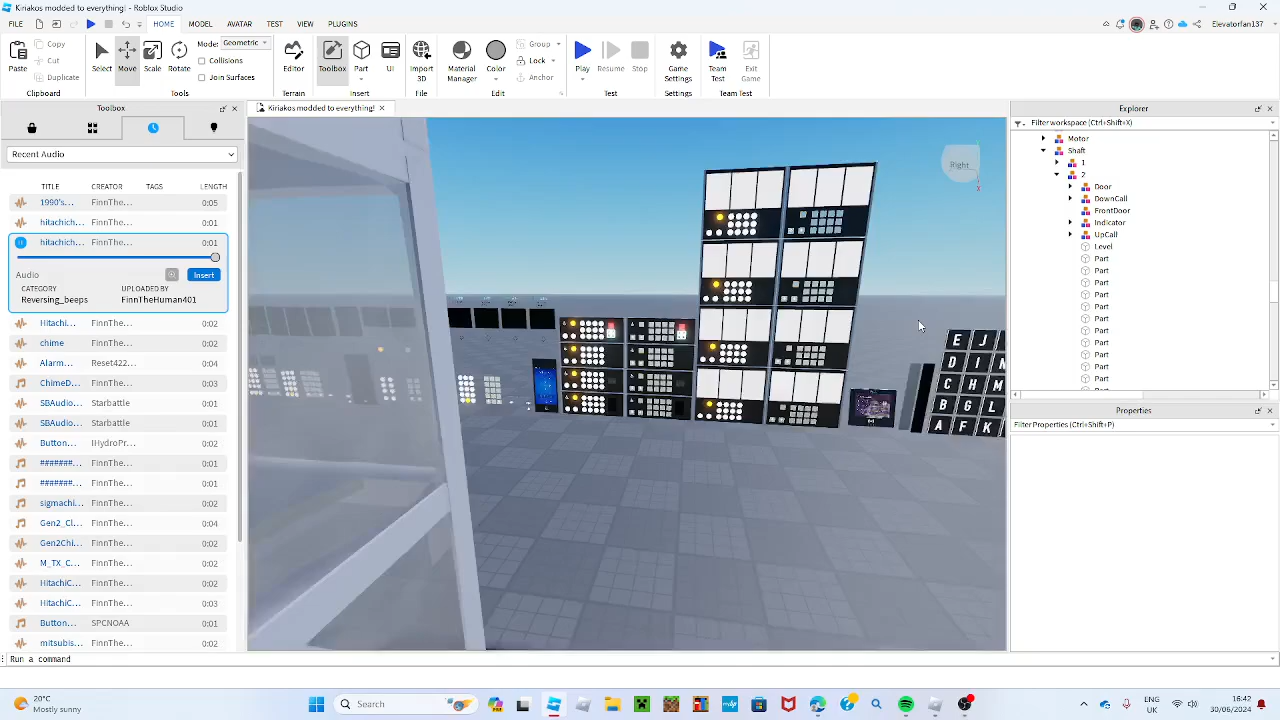 Kiriakos modded to everything! - Roblox Studio
FILE HOME MODEL AVATAR TEST VIEW PLUGINS Elevatorfan137
Copy Mode: Geometric Group
Cut Collisions Lock
Paste Duplicate Select Move Scale Rotate Join Surfaces Editor Toolbox Part UI Import 3D Material Manager Color Anchor Play Resume Stop Game Settings Team Test Exit Game
Clipboard Tools Terrain Insert File Edit Test Settings Team Test
Toolbox
Kiriakos modded to everything!
Explorer
Filter workspace (Ctrl+Shift+X)
Recent Audio
TITLE CREATOR TAGS LENGTH
1990's... FinnThe... 0:05
hitachich... FinnThe... 0:01
hitachich... FinnThe... 0:01
Audio Insert
CATEGORY UPLOADED BY
Reversing_beeps FinnTheHuman401
Hitachi... FinnThe... 0:02
chime FinnThe... 0:02
Alarm... reset422... 0:04
ChimeD... FinnThe... 0:03
SBAudio... Starbattle 0:01
SBAudio... Starbattle 0:01
Button... IHydroPr... 0:02
#######... FinnThe... 0:01
#######... FinnThe... 0:01
sigmachi... FinnThe... 0:02
Gen2_Cl... FinnThe... 0:04
Gen2Chi... FinnThe... 0:02
M_TX_C... FinnThe... 0:02
HitachiC... FinnThe... 0:02
HitachiC... FinnThe... 0:03
Button... SPCNOAA 0:01
mitsubis... FinnThe... 0:02
Right
E J
D I N
C H M
B G L
A F K
Motor
Shaft
1
2
Door
DownCall
FrontDoor
Indicator
UpCall
Level
Part
Part
Part
Part
Part
Part
Part
Part
Part
Part
Part
Properties
Filter Properties (Ctrl+Shift+P)
Run a command
20°C
Mostly sunny
Search
ENG
UK
16:42
30/06/2024